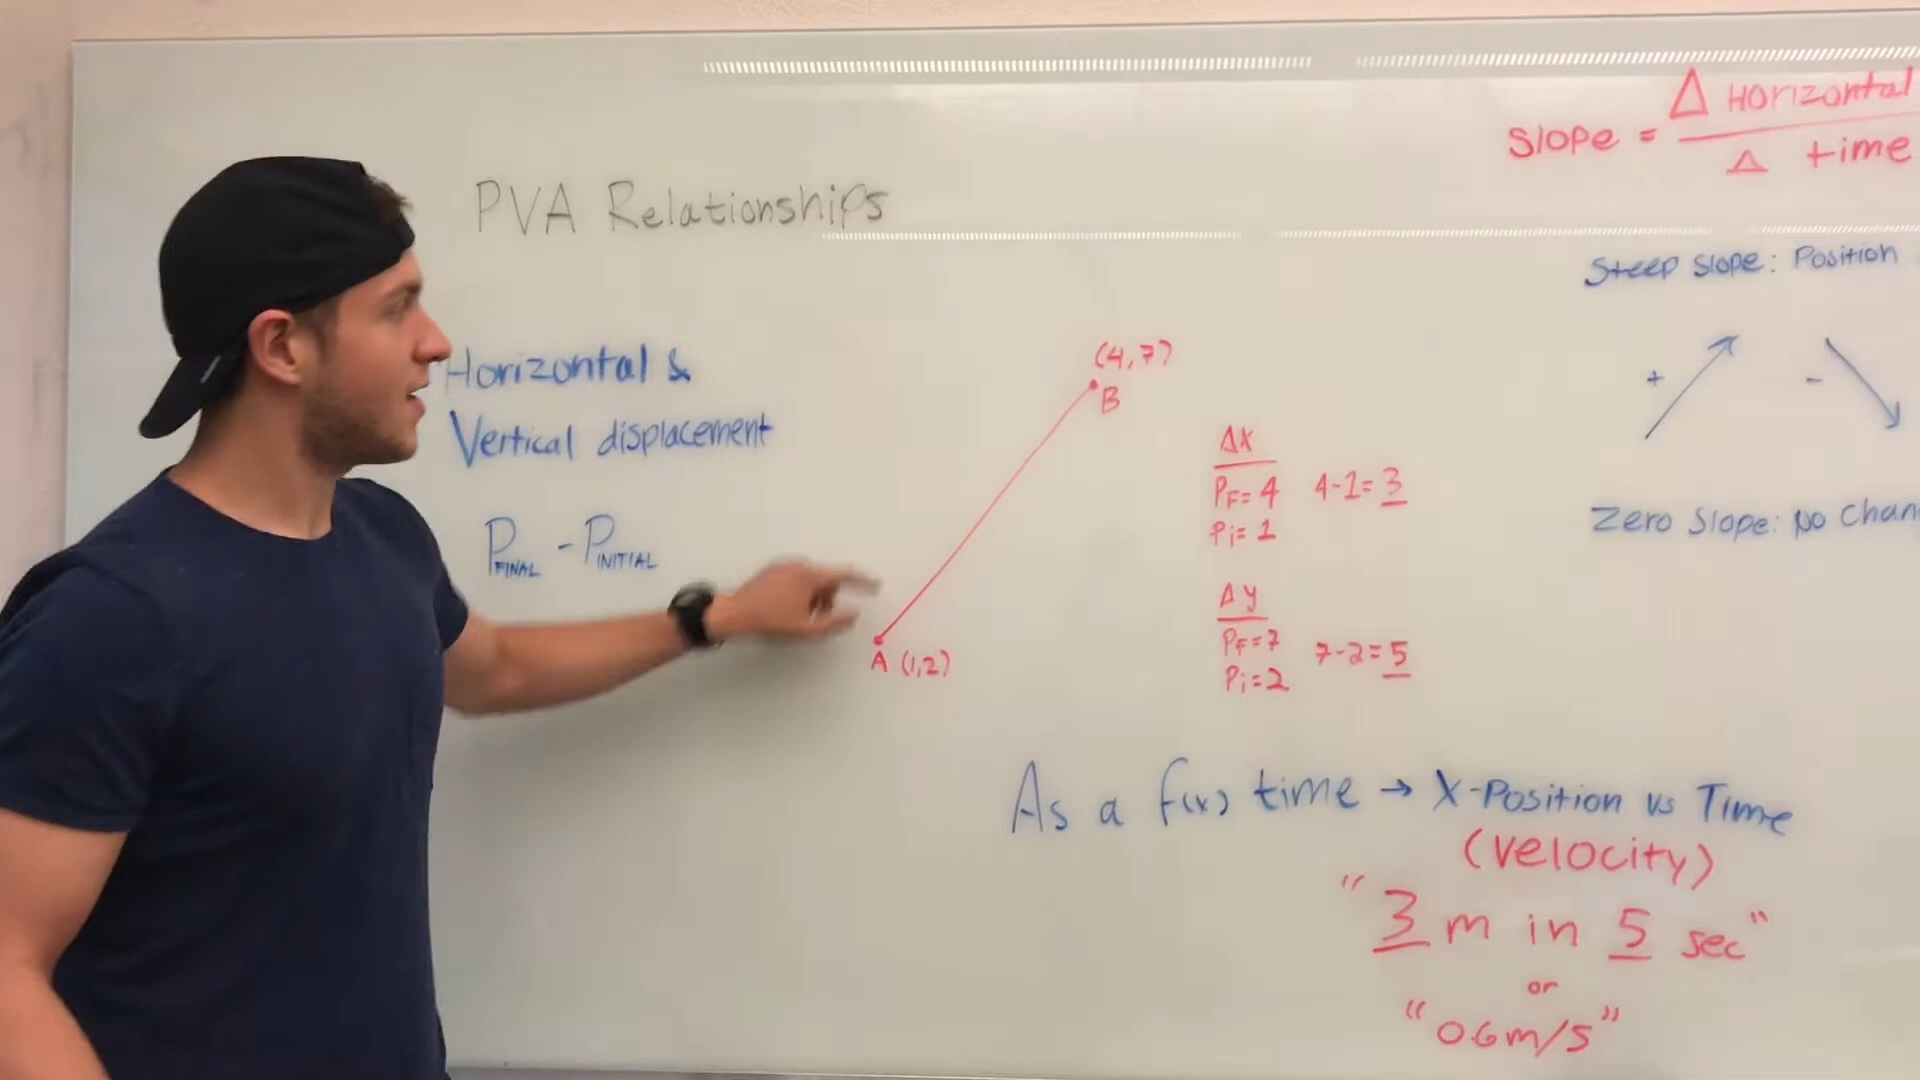 PVA Relationships
Horizontal &
Vertical displacement
PFINAL - PINITIAL
(4,7)
B
A (1,2)
Δx
PF=4 4-1=3
Pi=1
Δy
PF=7 7-2=5
Pi=2
Slope = Δ Horizontal
Δ time
Steep Slope: Position
+ -
Zero Slope: No Chan
As a f(x) time → X-Position vs Time
(velocity)
"3 m in 5 sec"
or
"0.6m/s"